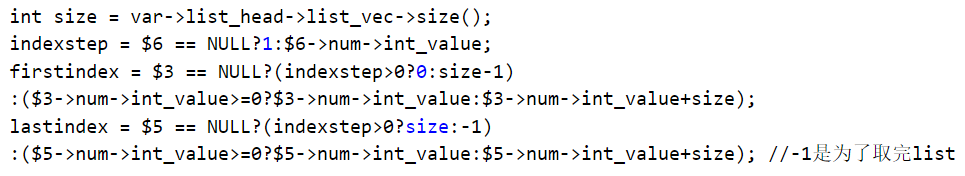 int size = var->list_head->list_vec->size();
indexstep = $6 == NULL?1:$6->num->int_value;
firstindex = $3 == NULL?(indexstep>0?0:size-1)
:($3->num->int_value>=0?$3->num->int_value:$3->num->int_value+size);
lastindex = $5 == NULL?(indexstep>0?size:-1)
:($5->num->int_value>=0?$5->num->int_value:$5->num->int_value+size); //-1是为了取完list